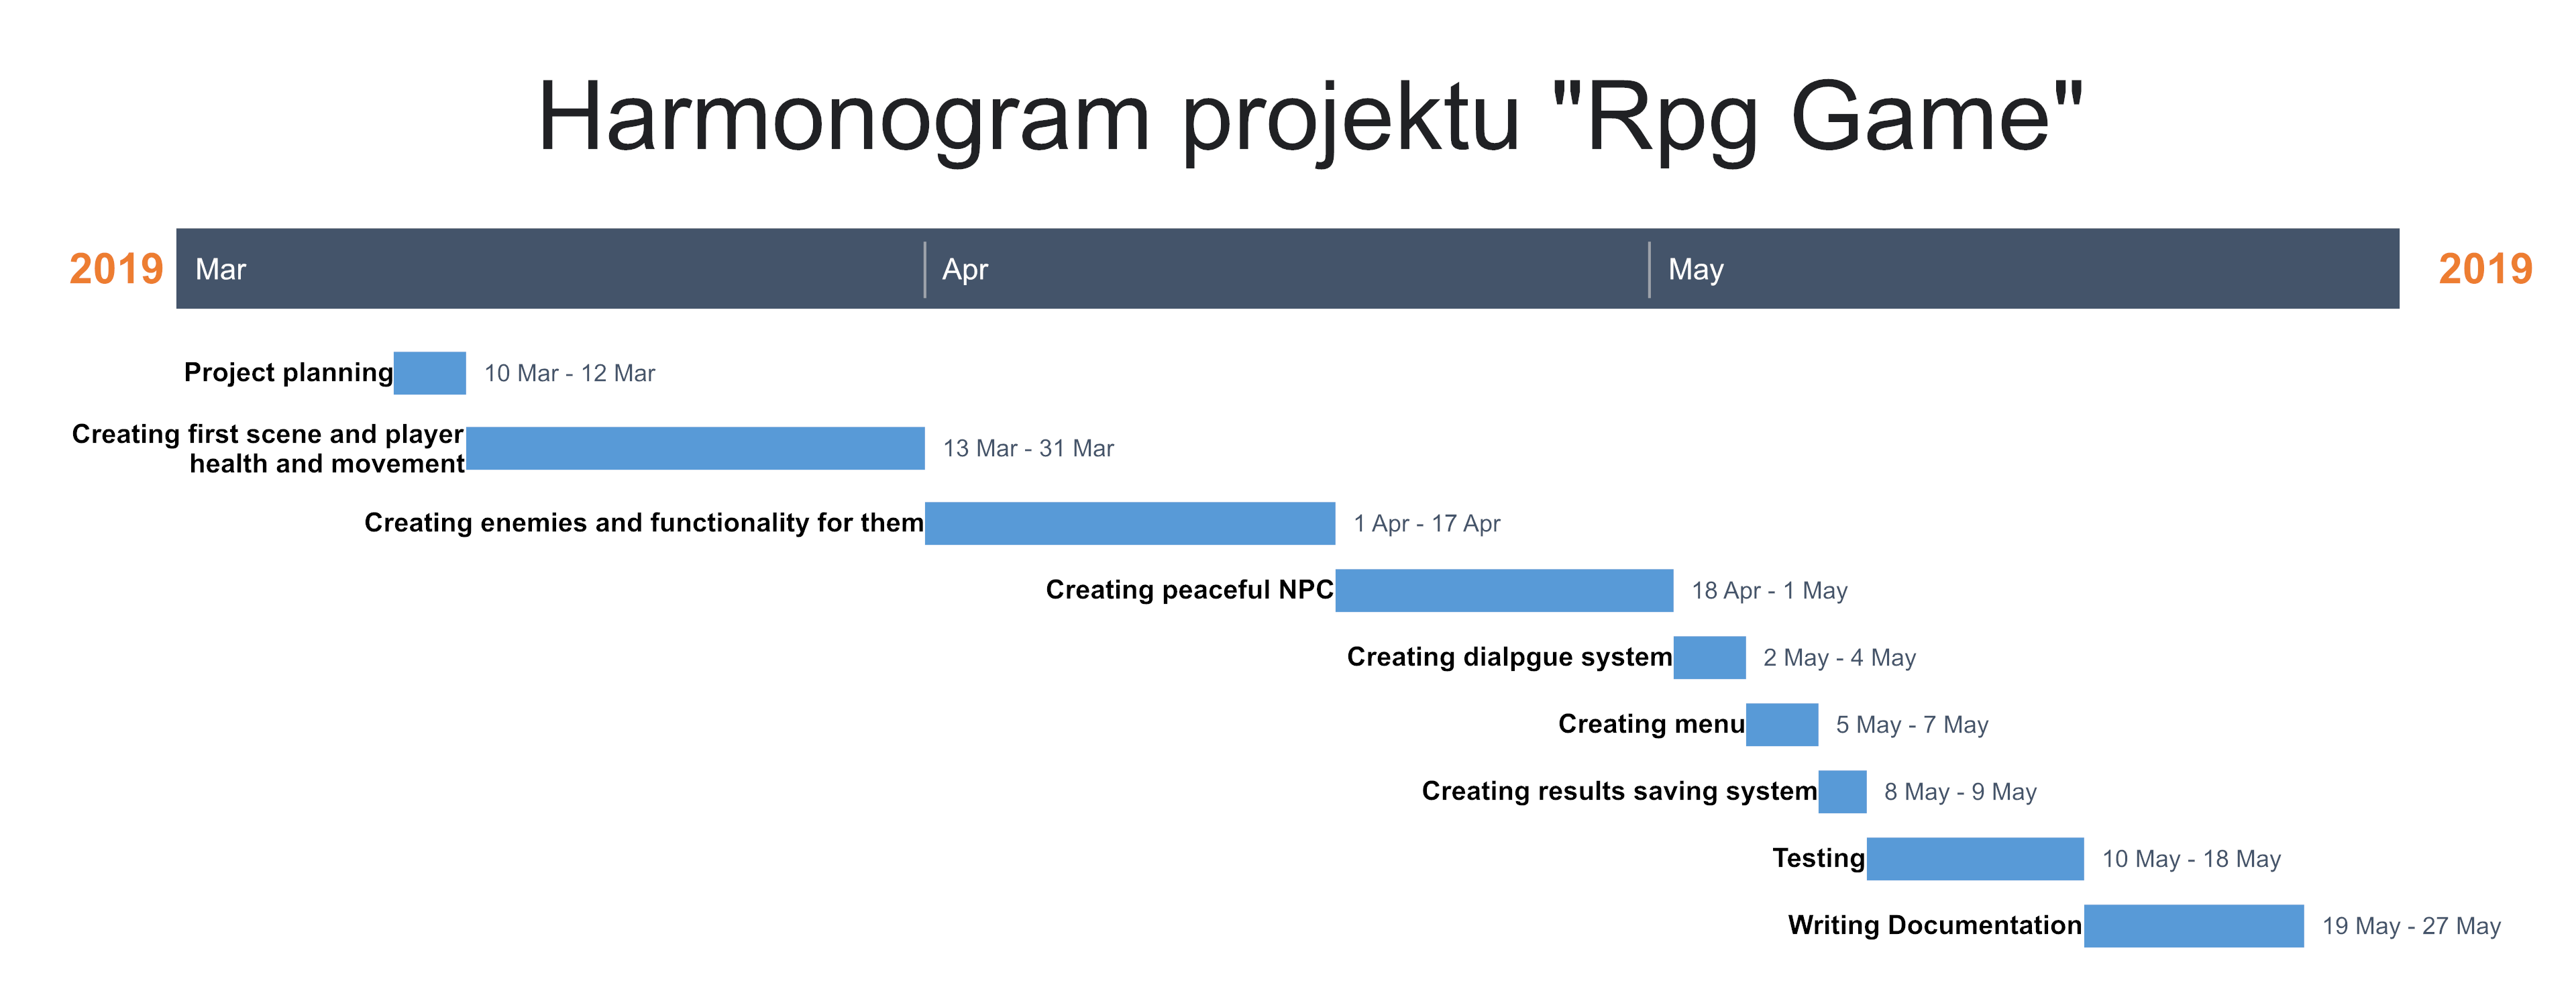 Harmonogram projektu "Rpg Game"
2019 Mar Apr May 2019
Project planning 10 Mar - 12 Mar
Creating first scene and player
health and movement 13 Mar - 31 Mar
Creating enemies and functionality for them 1 Apr - 17 Apr
Creating peaceful NPC 18 Apr - 1 May
Creating dialpgue system 2 May - 4 May
Creating menu 5 May - 7 May
Creating results saving system 8 May - 9 May
Testing 10 May - 18 May
Writing Documentation 19 May - 27 May